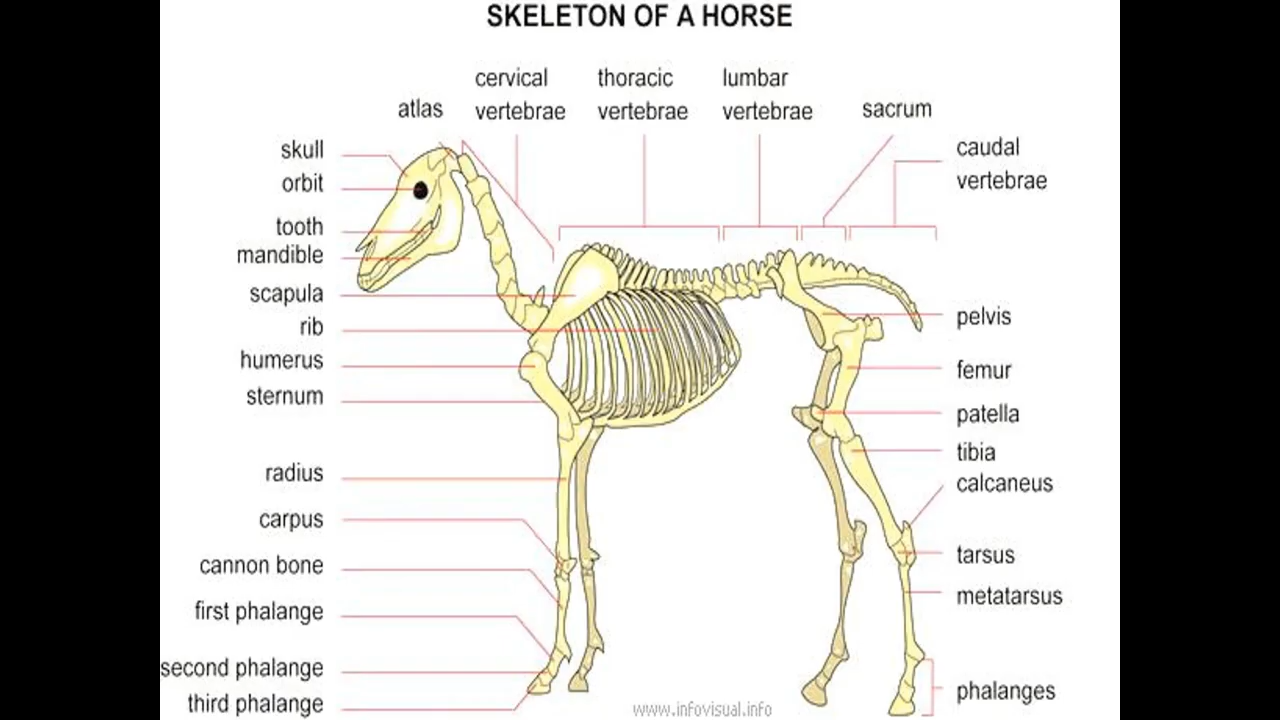 SKELETON OF A HORSE
atlas
cervical
vertebrae
thoracic
vertebrae
lumbar
vertebrae
sacrum
caudal
vertebrae
skull
orbit
tooth
mandible
scapula
rib
humerus
sternum
radius
carpus
cannon bone
first phalange
second phalange
third phalange
pelvis
femur
patella
tibia
calcaneus
tarsus
metatarsus
phalanges
www.infovisual.info